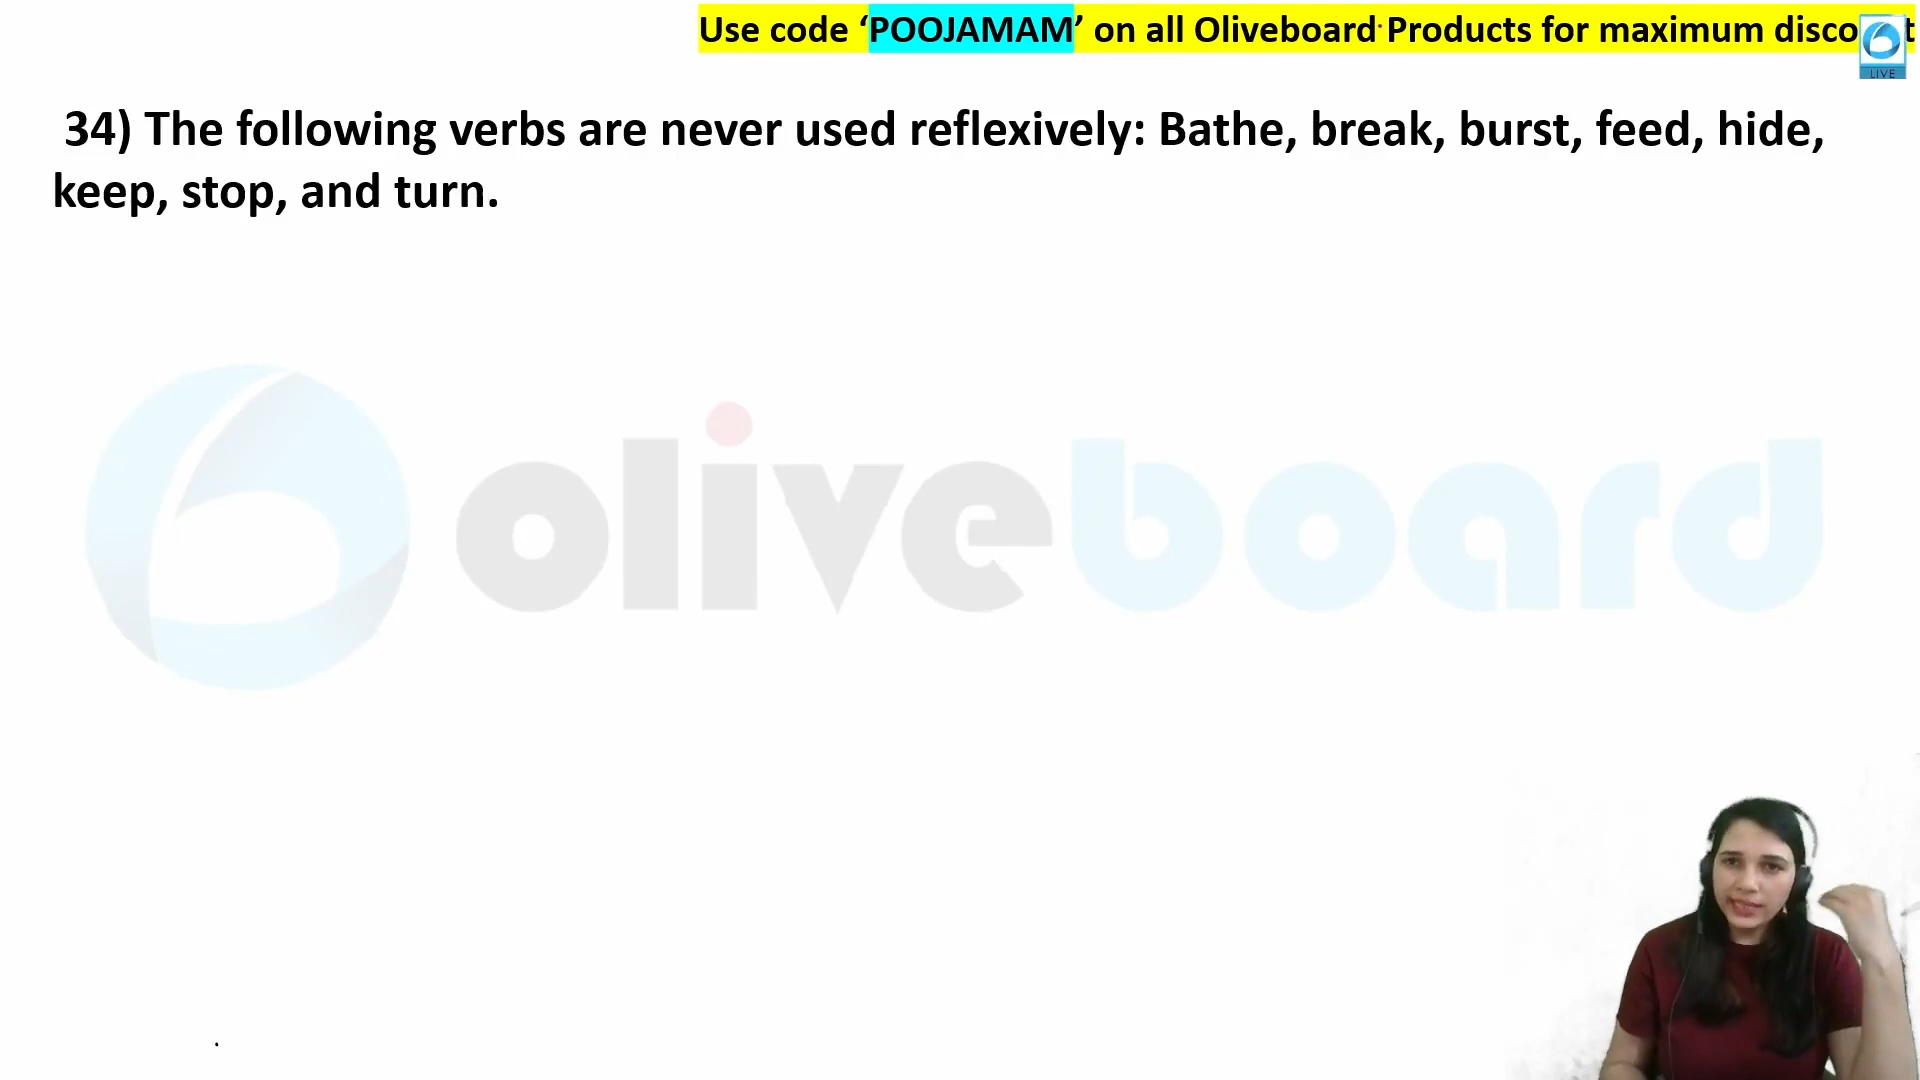 Use code ‘POOJAMAM’ on all Oliveboard Products for maximum
LIVE
34) The following verbs are never used reflexively: Bathe, break, burst, feed, hide,
keep, stop, and turn.
oliveboard